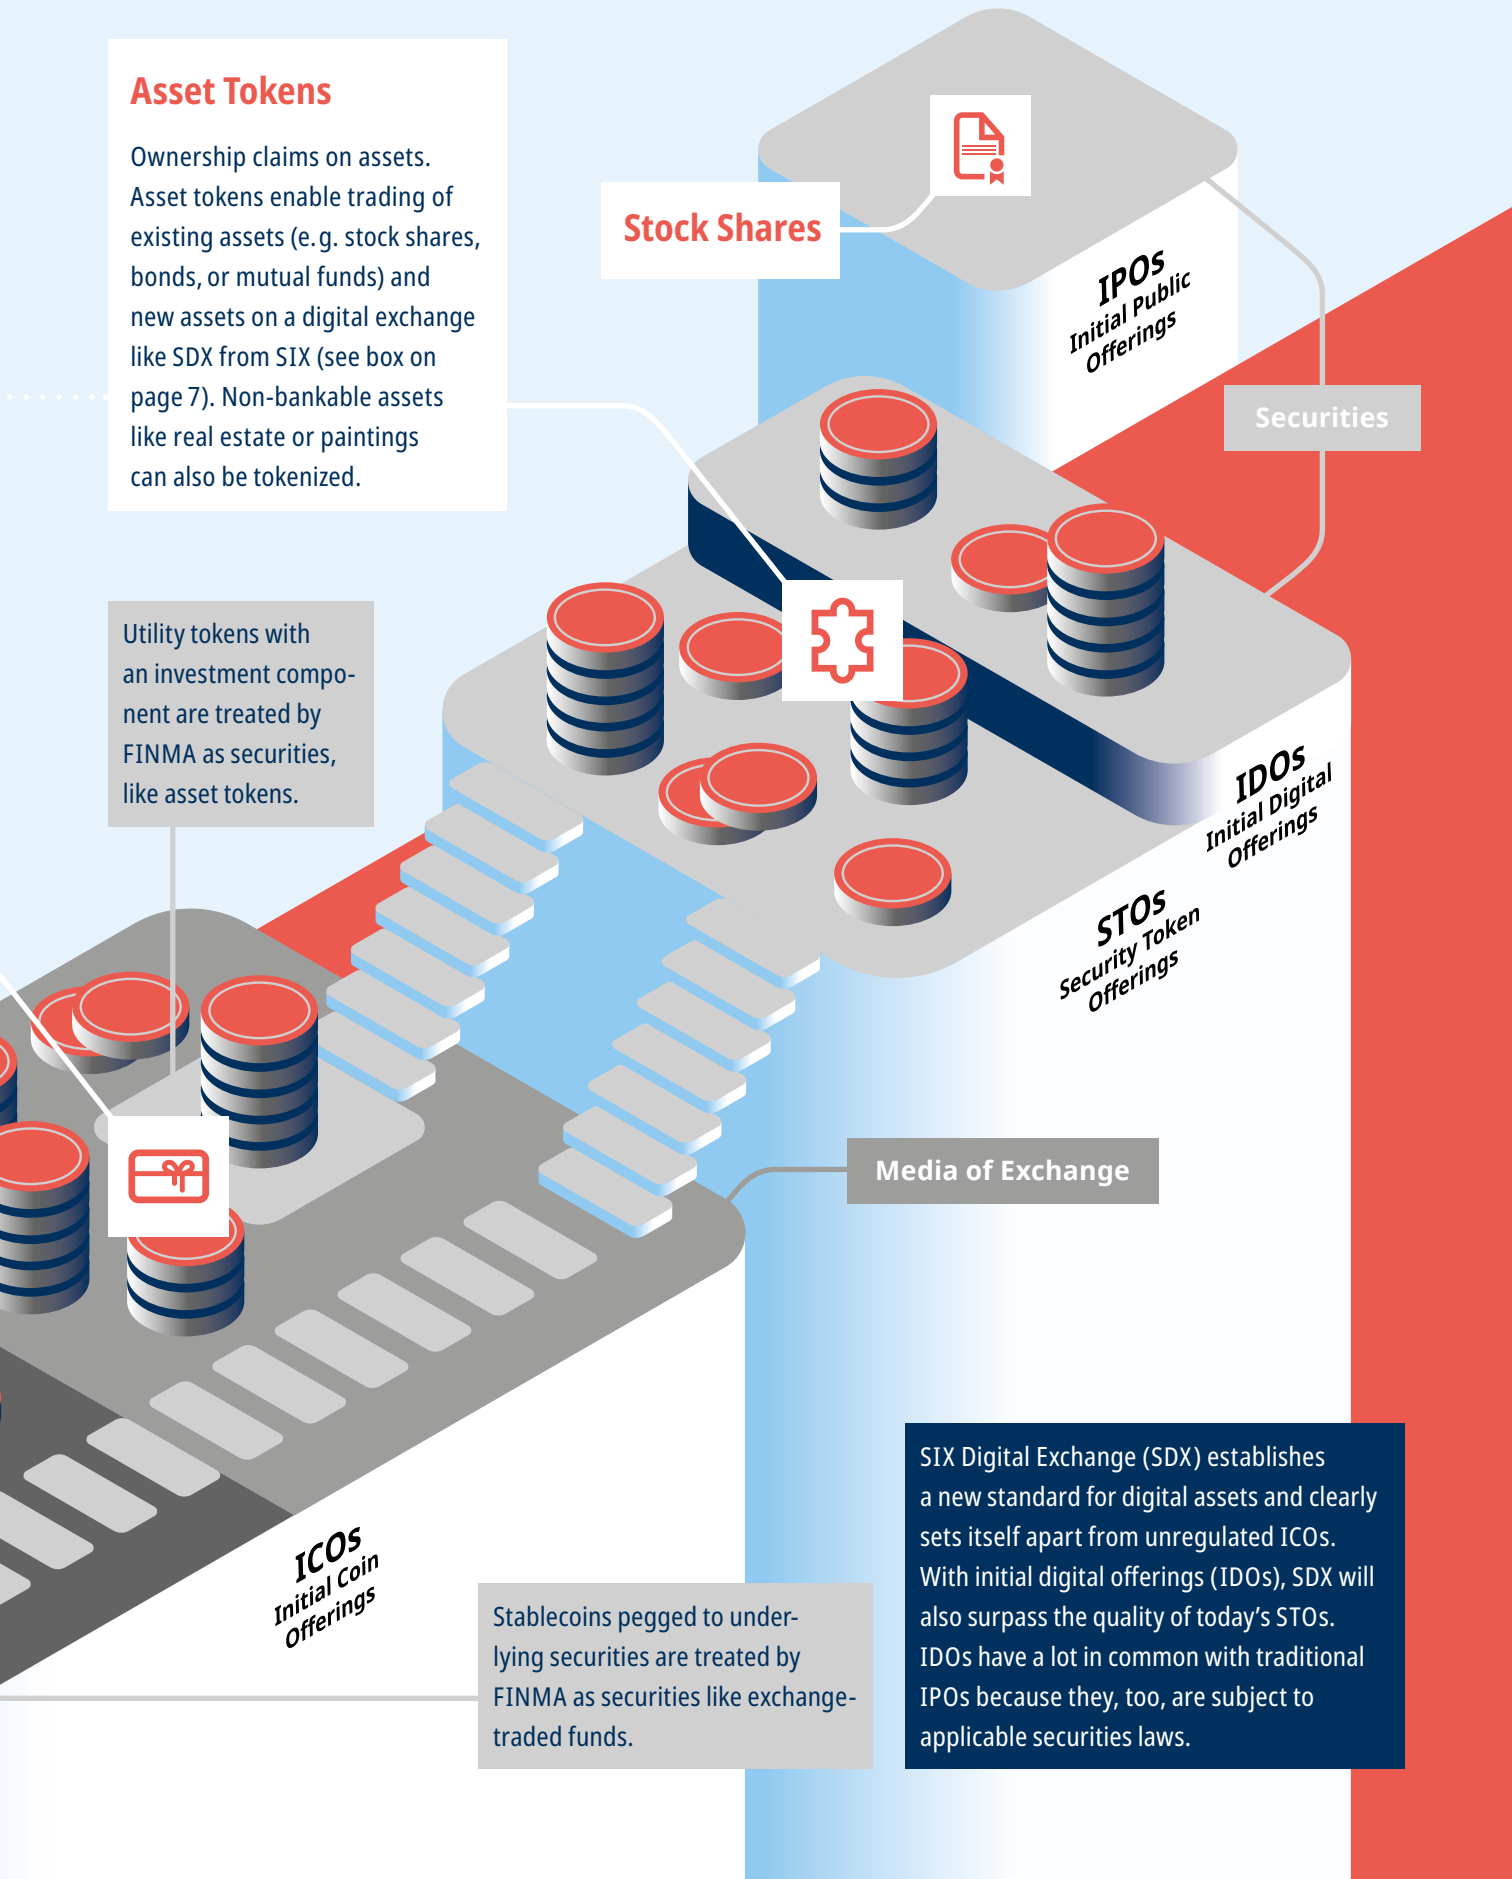 Asset Tokens
Ownership claims on assets.
Asset tokens enable trading of
existing assets (e.g. stock shares,
bonds, or mutual funds) and
new assets on a digital exchange
like SDX from SIX (see box on
page 7). Non-bankable assets
like real estate or paintings
can also be tokenized.
Stock Shares
IPOs
Initial Public
Offerings
Securities
Utility tokens with
an investment compo-
nent are treated by
FINMA as securities,
like asset tokens.
IDOs
Initial Digital
Offerings
STOs
Security Token
Offerings
Media of Exchange
ICOs
Initial Coin
Offerings
Stablecoins pegged to under-
lying securities are treated by
FINMA as securities like exchange-
traded funds.
SIX Digital Exchange (SDX) establishes
a new standard for digital assets and clearly
sets itself apart from unregulated ICOs.
With initial digital offerings (IDOs), SDX will
also surpass the quality of today's STOs.
IDOs have a lot in common with traditional
IPOs because they, too, are subject to
applicable securities laws.